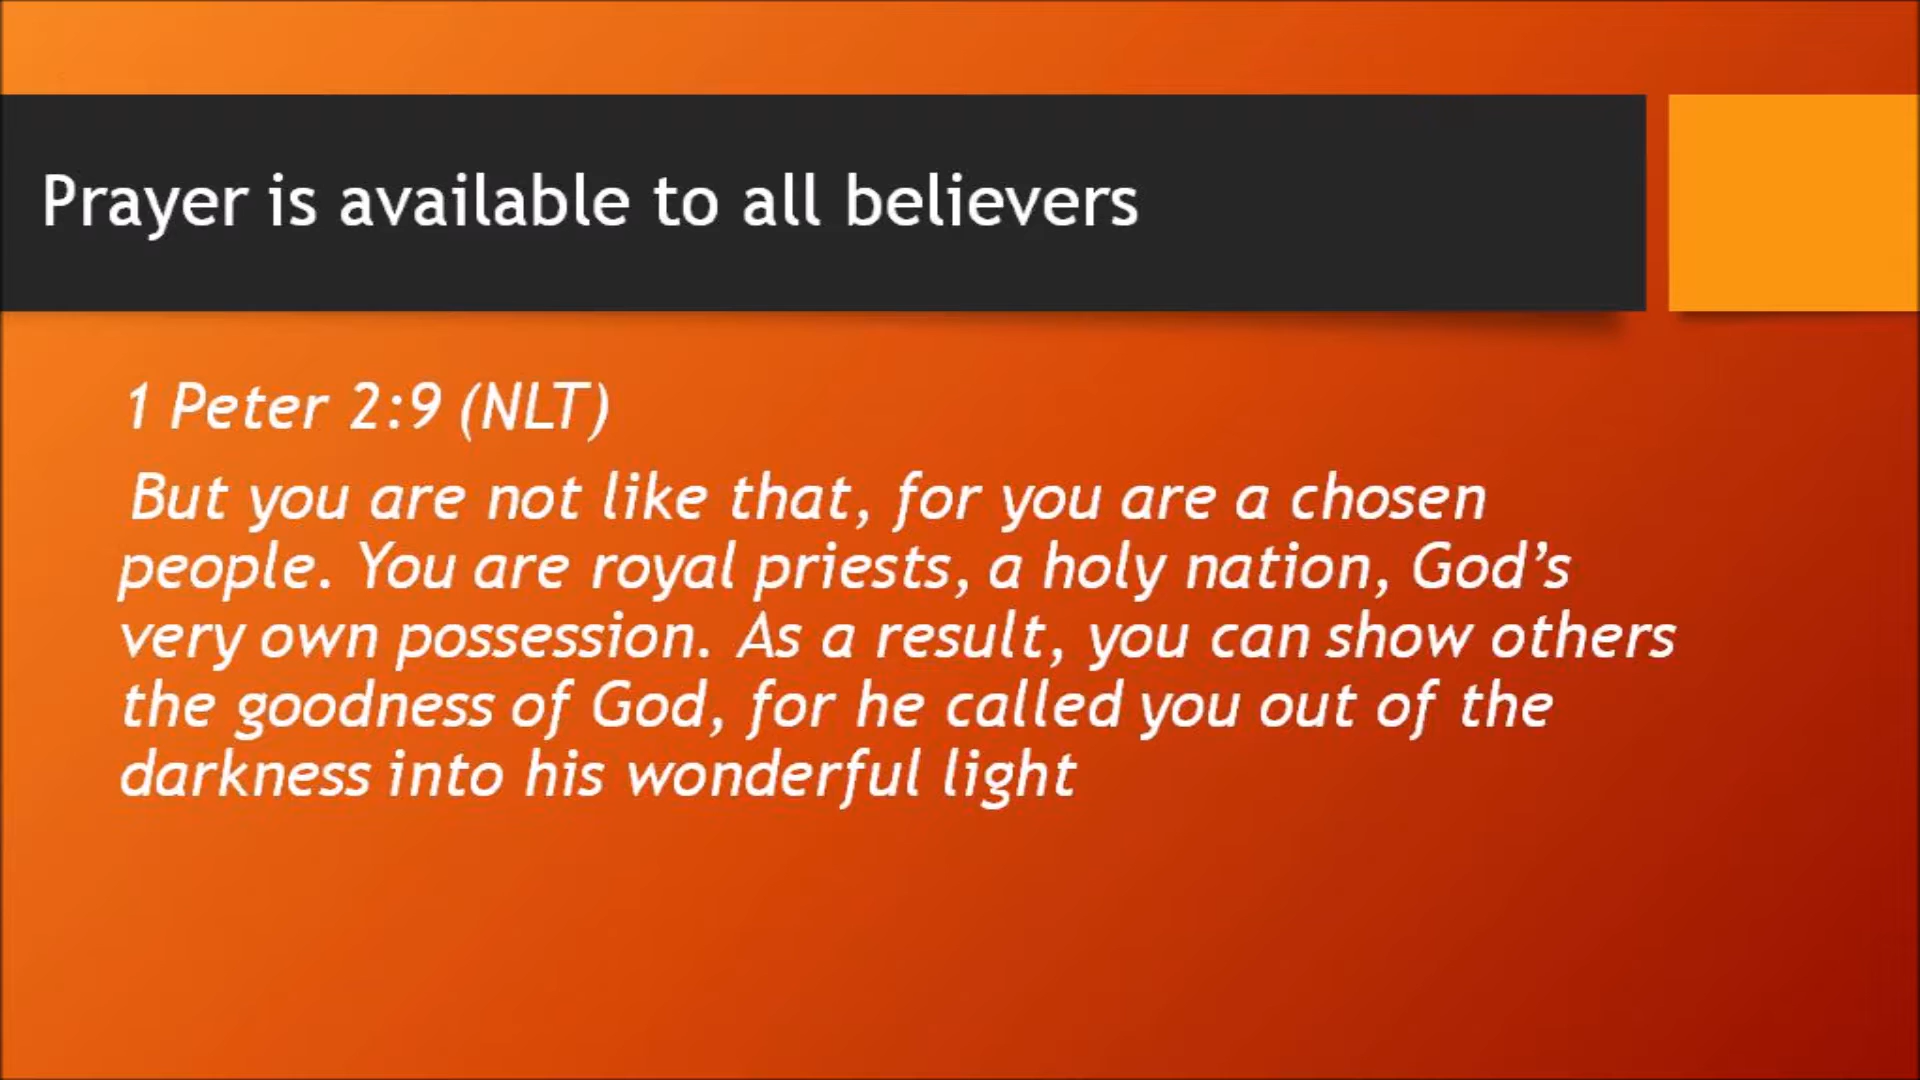 Prayer is available to all believers
1 Peter 2:9 (NLT)
But you are not like that, for you are a chosen
people. You are royal priests, a holy nation, God’s
very own possession. As a result, you can show others
the goodness of God, for he called you out of the
darkness into his wonderful light